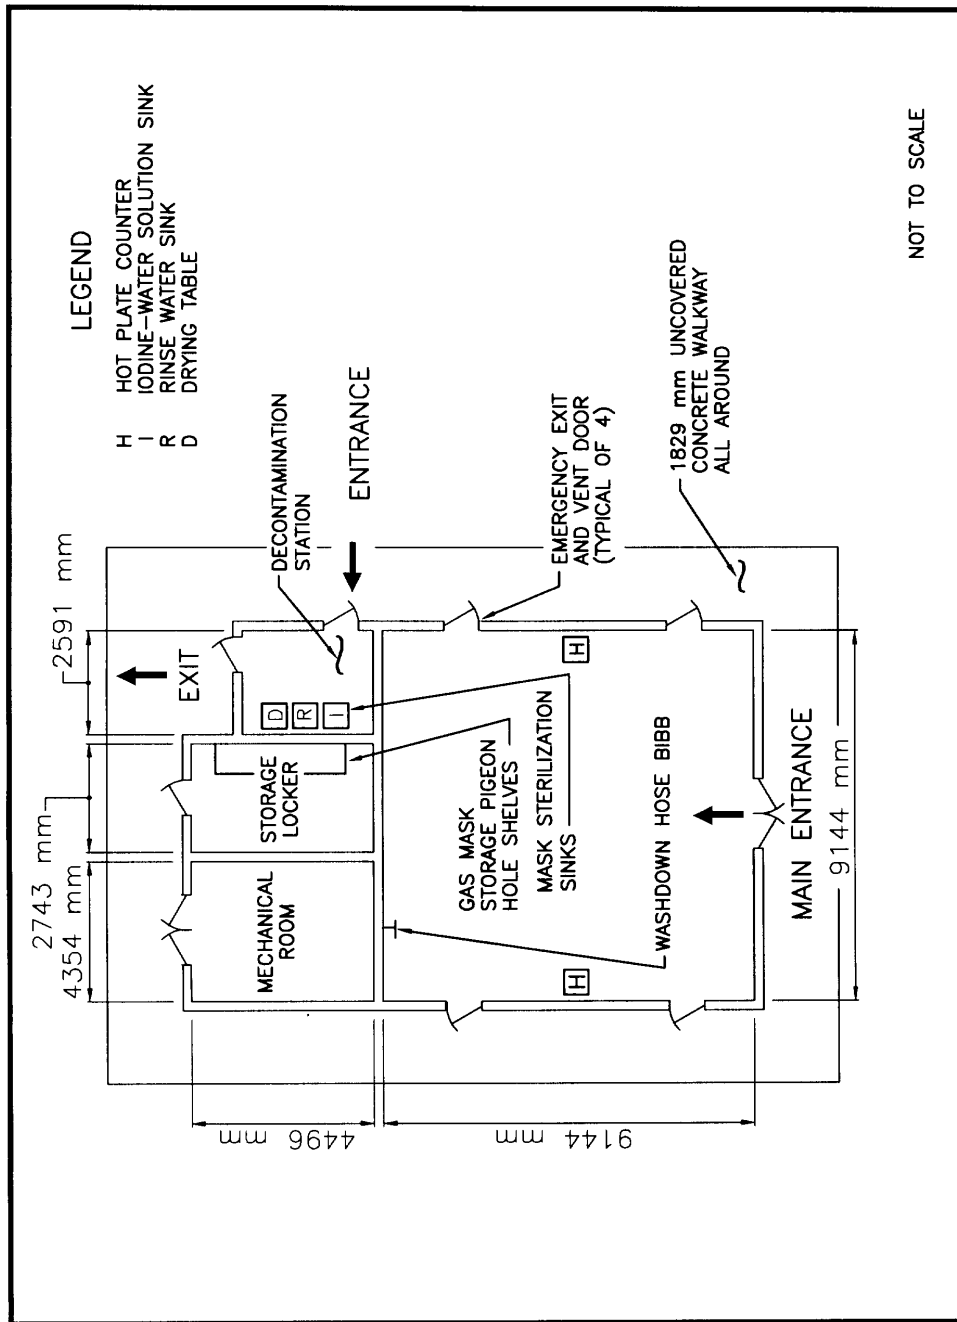 LEGEND
H HOT PLATE COUNTER
I IODINE-WATER SOLUTION SINK
R RINSE WATER SINK
D DRYING TABLE
2743 mm
4354 mm
2591 mm
EXIT
DECONTAMINATION
STATION
ENTRANCE
MECHANICAL
ROOM
STORAGE
LOCKER
D
R
I
4496 mm
9144 mm
GAS MASK
STORAGE PIGEON
HOLE SHELVES
MASK STERILIZATION
SINKS
H
H
EMERGENCY EXIT
AND VENT DOOR
(TYPICAL OF 4)
WASHDOWN HOSE BIBB
1829 mm UNCOVERED
CONCRETE WALKWAY
ALL AROUND
MAIN ENTRANCE
9144 mm
NOT TO SCALE